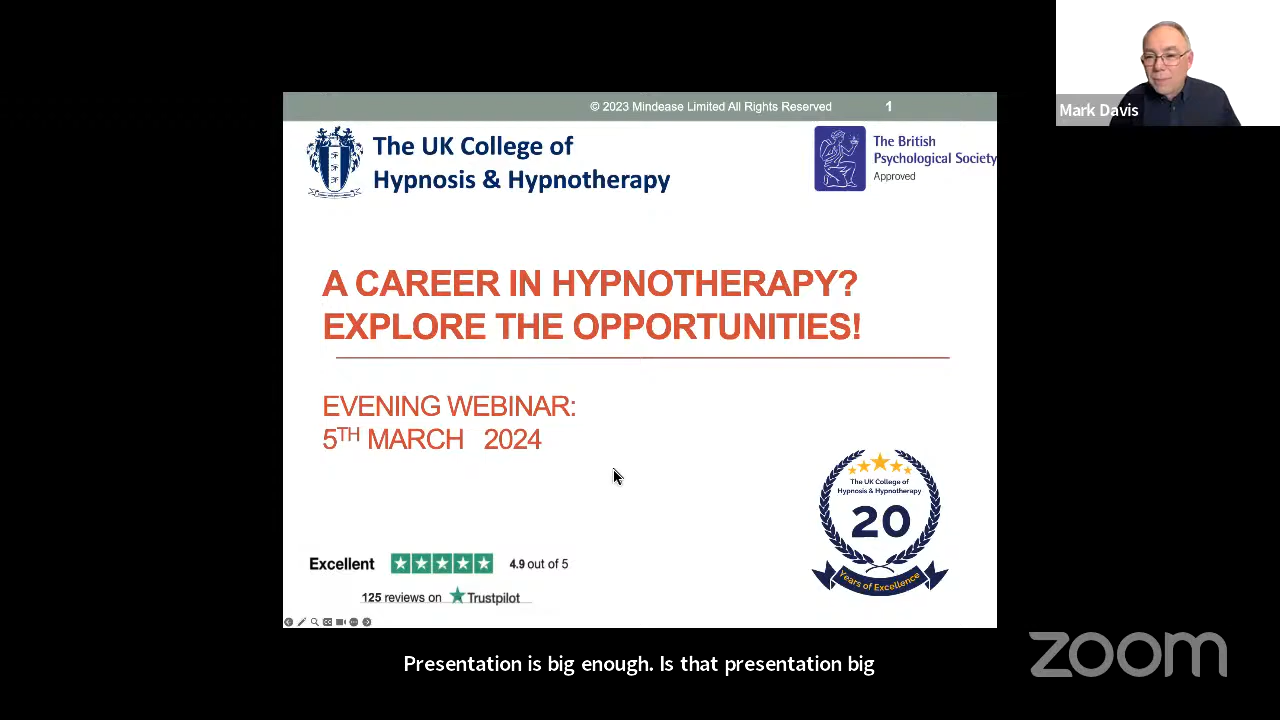 © 2023 Mindease Limited All Rights Reserved 1
The UK College of
Hypnosis & Hypnotherapy
The British
Psychological Society
Approved
Mark Davis
A CAREER IN HYPNOTHERAPY?
EXPLORE THE OPPORTUNITIES!
EVENING WEBINAR:
5TH MARCH 2024
The UK College of
Hypnosis & Hypnotherapy
20
Years of Excellence
Excellent 4.9 out of 5
125 reviews on Trustpilot
Presentation is big enough. Is that presentation big
zoom